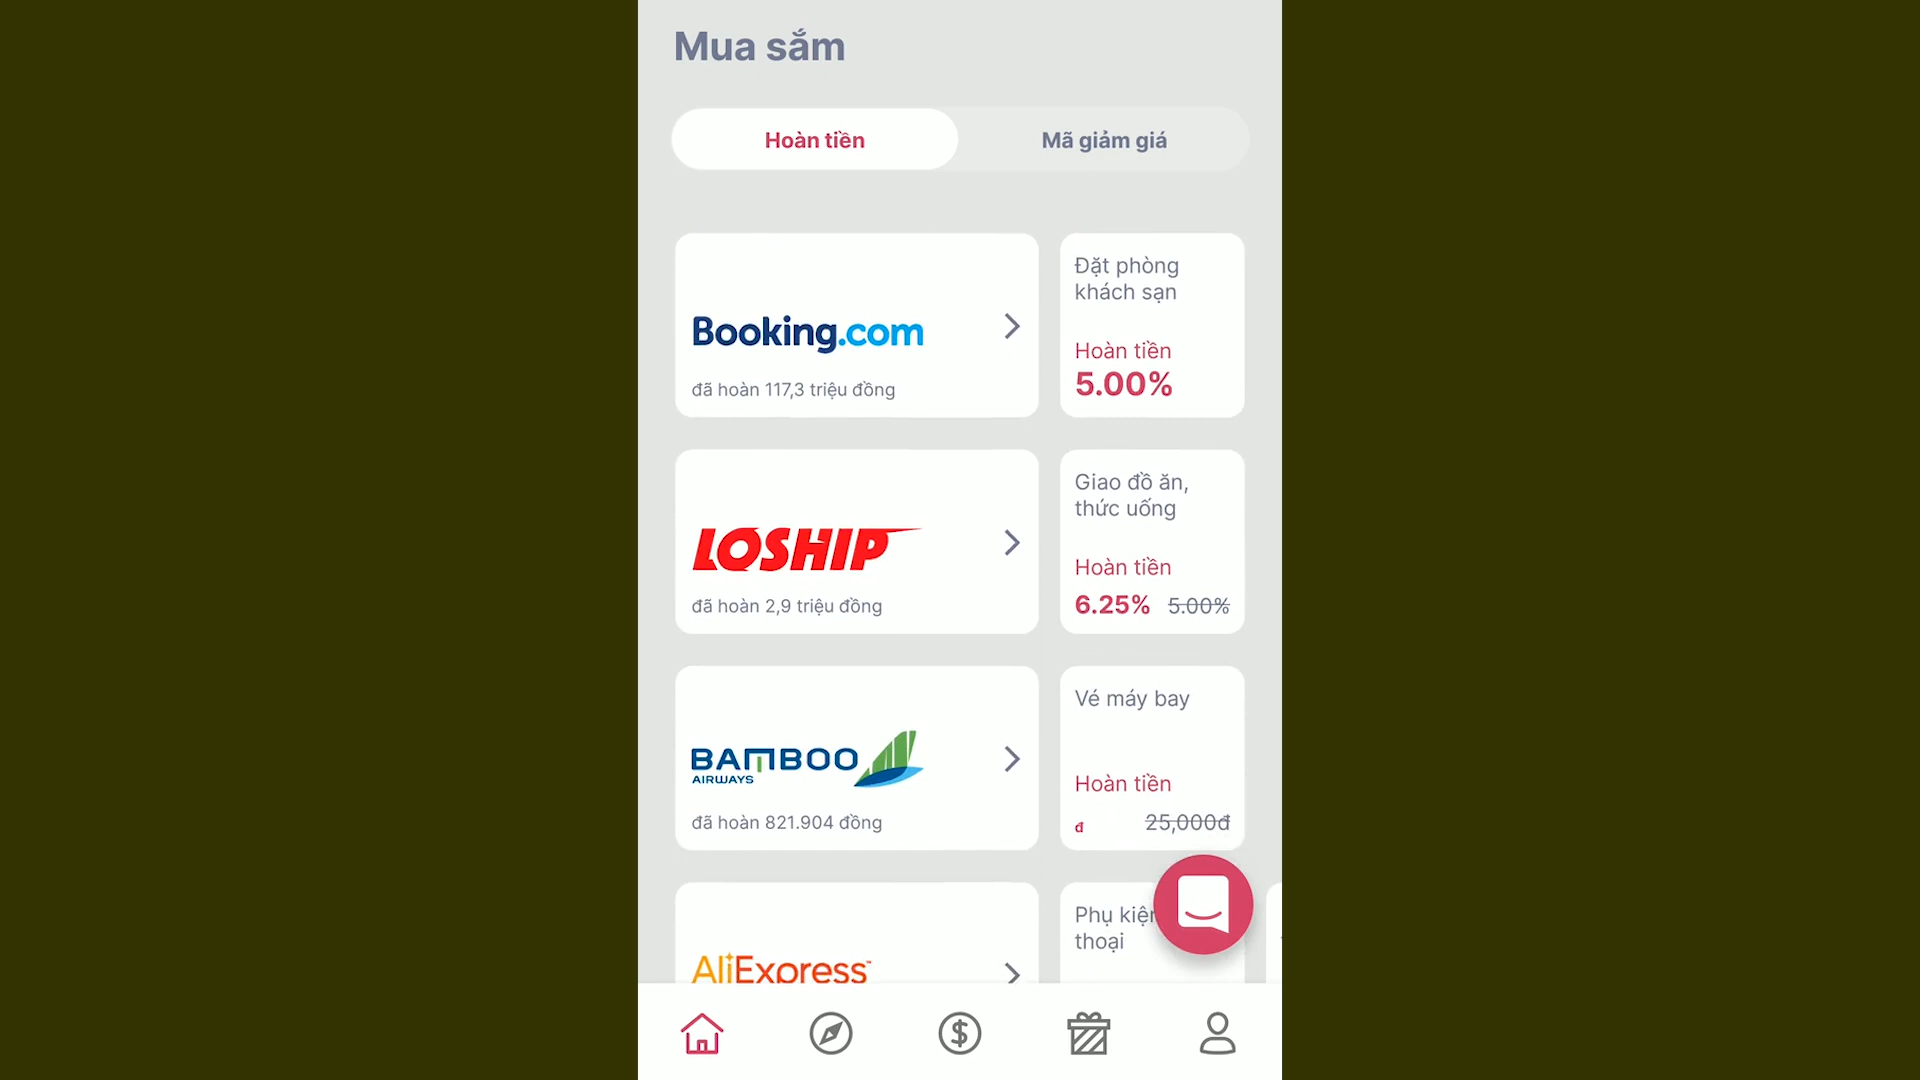 Mua sắm
Hoàn tiền
Mã giảm giá
Booking.com
đã hoàn 117,3 triệu đồng
Đặt phòng
khách sạn
Hoàn tiền
5.00%
LOSHIP
đã hoàn 2,9 triệu đồng
Giao đồ ăn,
thức uống
Hoàn tiền
6.25% 5.00%
BAMBOO
AIRWAYS
đã hoàn 821.904 đồng
Vé máy bay
Hoàn tiền
đ 25,000đ
AliExpress
Phụ kiện
thoại